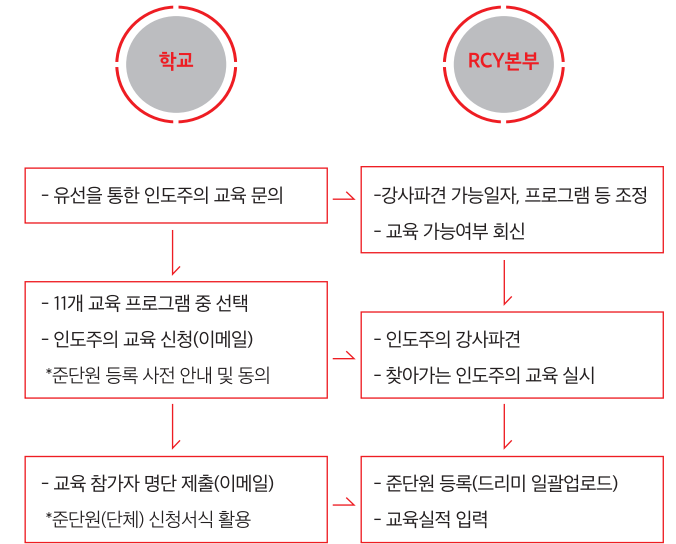 학교
RCY본부
- 유선을 통한 인도주의 교육 문의
-강사파견 가능일자, 프로그램 등 조정
- 교육 가능여부 회신
- 11개 교육 프로그램 중 선택
- 인도주의 교육 신청(이메일)
*준단원 등록 사전 안내 및 동의
- 인도주의 강사파견
- 찾아가는 인도주의 교육 실시
- 교육 참가자 명단 제출(이메일)
*준단원(단체) 신청서식 활용
- 준단원 등록(드리미 일괄업로드)
- 교육실적 입력